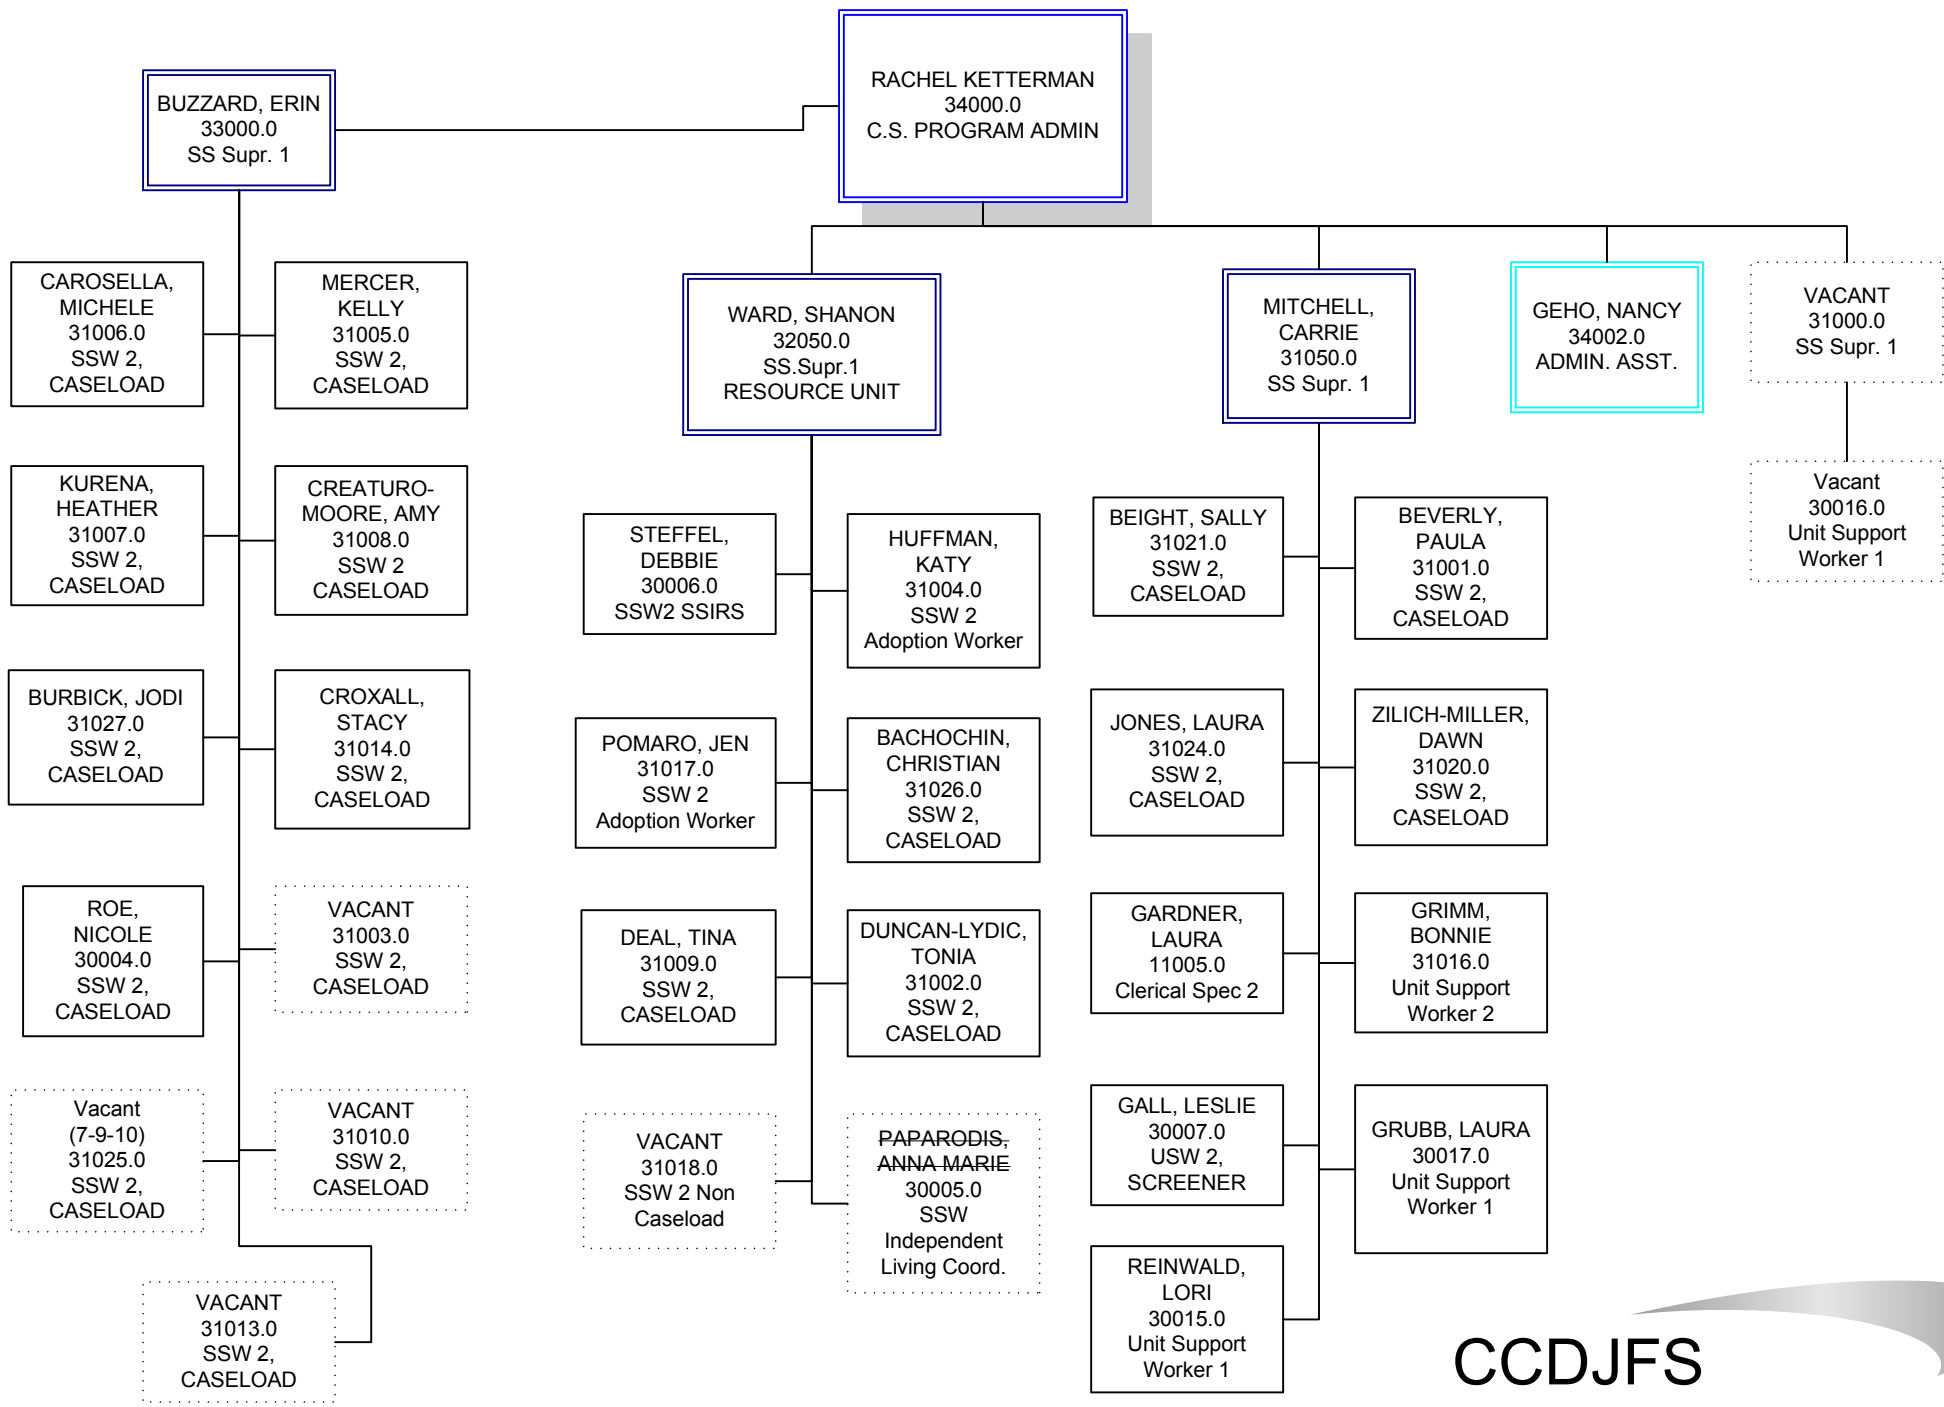 RACHEL KETTERMAN
34000.0
C.S. PROGRAM ADMIN
BUZZARD, ERIN
33000.0
SS Supr. 1
CAROSELLA,
MICHELE
31006.0
SSW 2,
CASELOAD
MERCER,
KELLY
31005.0
SSW 2,
CASELOAD
KURENA,
HEATHER
31007.0
SSW 2,
CASELOAD
CREATURO-
MOORE, AMY
31008.0
SSW 2
CASELOAD
BURBICK, JODI
31027.0
SSW 2,
CASELOAD
CROXALL,
STACY
31014.0
SSW 2,
CASELOAD
ROE,
NICOLE
30004.0
SSW 2,
CASELOAD
VACANT
31003.0
SSW 2,
CASELOAD
Vacant
(7-9-10)
31025.0
SSW 2,
CASELOAD
VACANT
31010.0
SSW 2,
CASELOAD
VACANT
31013.0
SSW 2,
CASELOAD
WARD, SHANON
32050.0
SS.Supr.1
RESOURCE UNIT
STEFFEL,
DEBBIE
30006.0
SSW2 SSIRS
HUFFMAN,
KATY
31004.0
SSW 2
Adoption Worker
POMARO, JEN
31017.0
SSW 2
Adoption Worker
BACHOCHIN,
CHRISTIAN
31026.0
SSW 2,
CASELOAD
DEAL, TINA
31009.0
SSW 2,
CASELOAD
DUNCAN-LYDIC,
TONIA
31002.0
SSW 2,
CASELOAD
VACANT
31018.0
SSW 2 Non
Caseload
PAPARODIS,
ANNA MARIE
30005.0
SSW
Independent
Living Coord.
MITCHELL,
CARRIE
31050.0
SS Supr. 1
BEIGHT, SALLY
31021.0
SSW 2,
CASELOAD
BEVERLY,
PAULA
31001.0
SSW 2,
CASELOAD
JONES, LAURA
31024.0
SSW 2,
CASELOAD
ZILICH-MILLER,
DAWN
31020.0
SSW 2,
CASELOAD
GARDNER,
LAURA
11005.0
Clerical Spec 2
GRIMM,
BONNIE
31016.0
Unit Support
Worker 2
GALL, LESLIE
30007.0
USW 2,
SCREENER
GRUBB, LAURA
30017.0
Unit Support
Worker 1
REINWALD,
LORI
30015.0
Unit Support
Worker 1
GEHO, NANCY
34002.0
ADMIN. ASST.
VACANT
31000.0
SS Supr. 1
Vacant
30016.0
Unit Support
Worker 1
CCDJFS